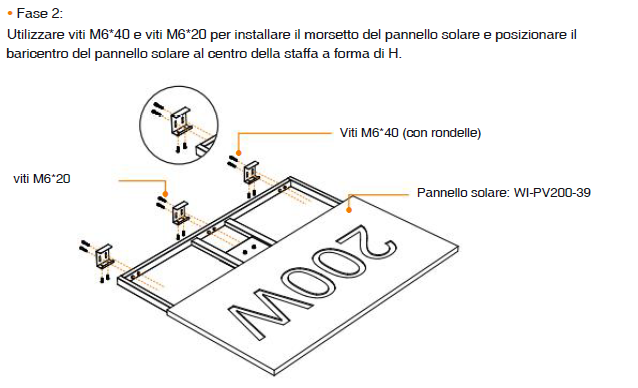 • Fase 2:
Utilizzare viti M6*40 e viti M6*20 per installare il morsetto del pannello solare e posizionare il
baricentro del pannello solare al centro della staffa a forma di H.
Viti M6*40 (con rondelle)
viti M6*20
Pannello solare: WI-PV200-39
200W